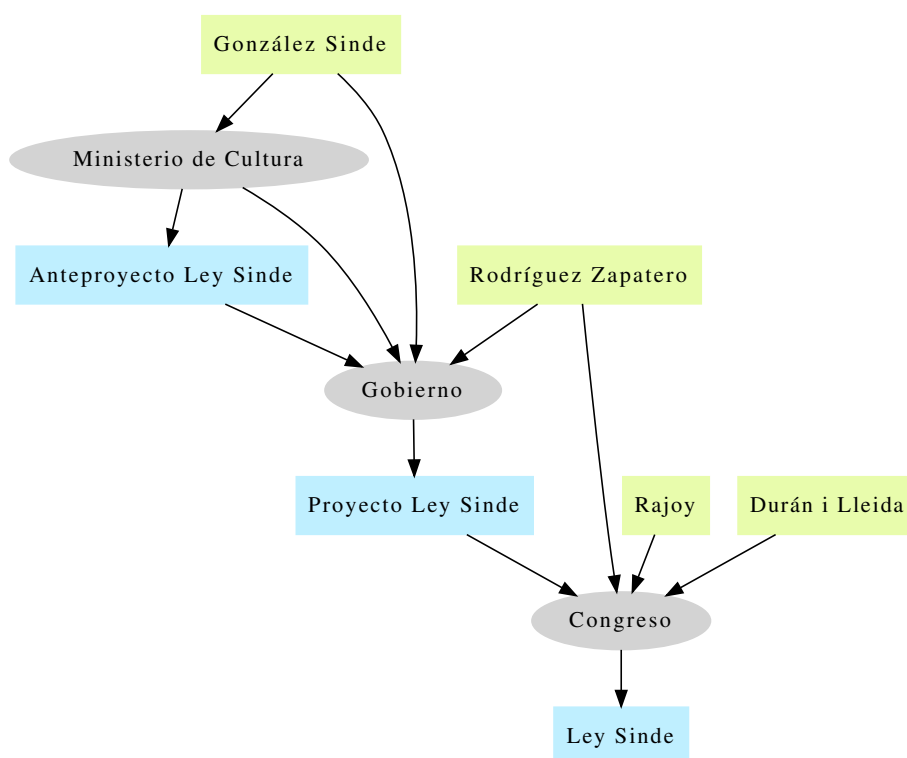 González Sinde
Ministerio de Cultura
Anteproyecto Ley Sinde
Rodríguez Zapatero
Gobierno
Proyecto Ley Sinde
Rajoy
Durán i Lleida
Congreso
Ley Sinde